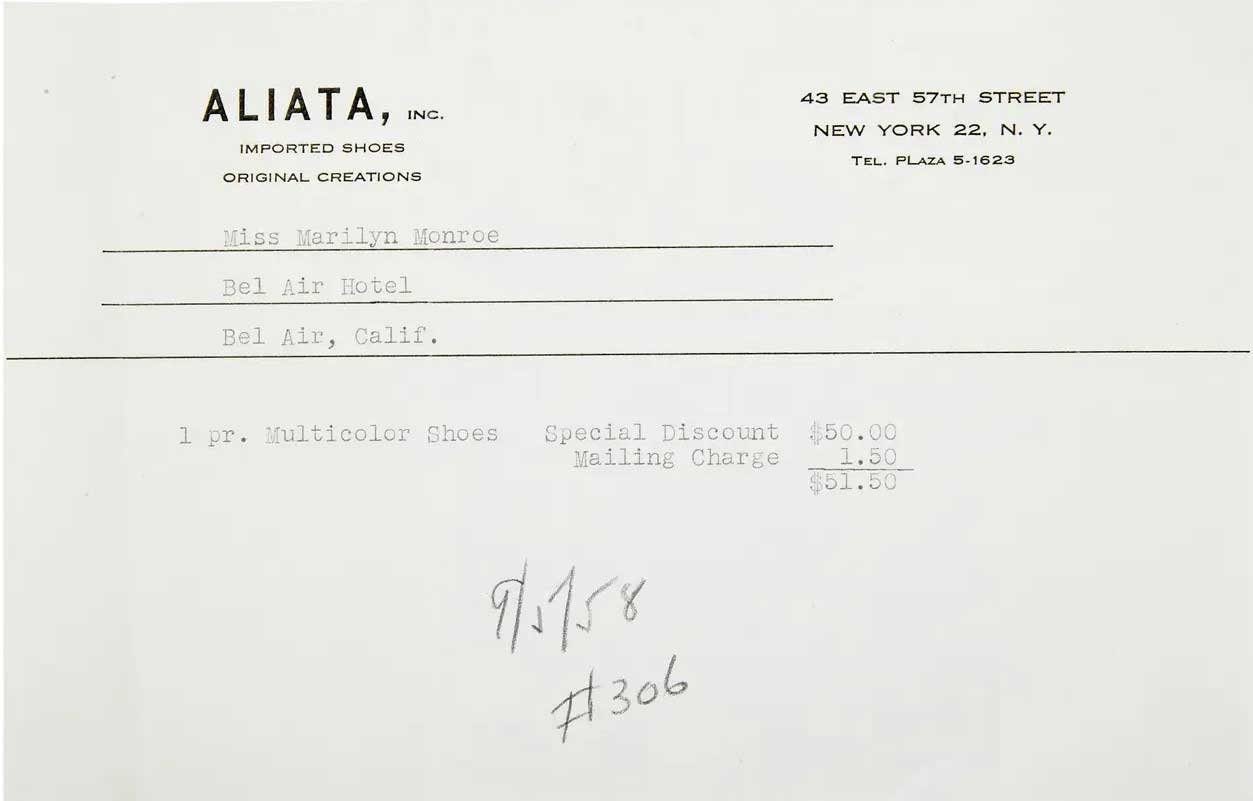 ALIATA, INC.
IMPORTED SHOES
ORIGINAL CREATIONS
43 EAST 57TH STREET
NEW YORK 22, N. Y.
TEL. PLAZA 5-1623
Miss Marilyn Monroe
Bel Air Hotel
Bel Air, Calif.
1 pr. Multicolor Shoes Special Discount $50.00
Mailing Charge 1.50
$51.50
9/5/58
#306